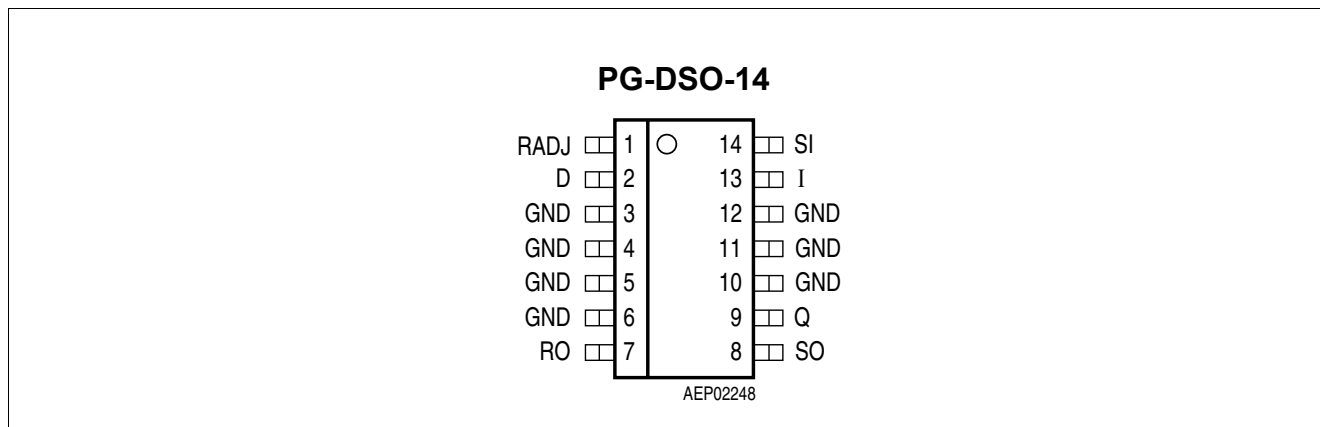 PG-DSO-14
RADJ 1 14 SI
D 2 13 I
GND 3 12 GND
GND 4 11 GND
GND 5 10 GND
GND 6 9 Q
RO 7 8 SO
AEP02248